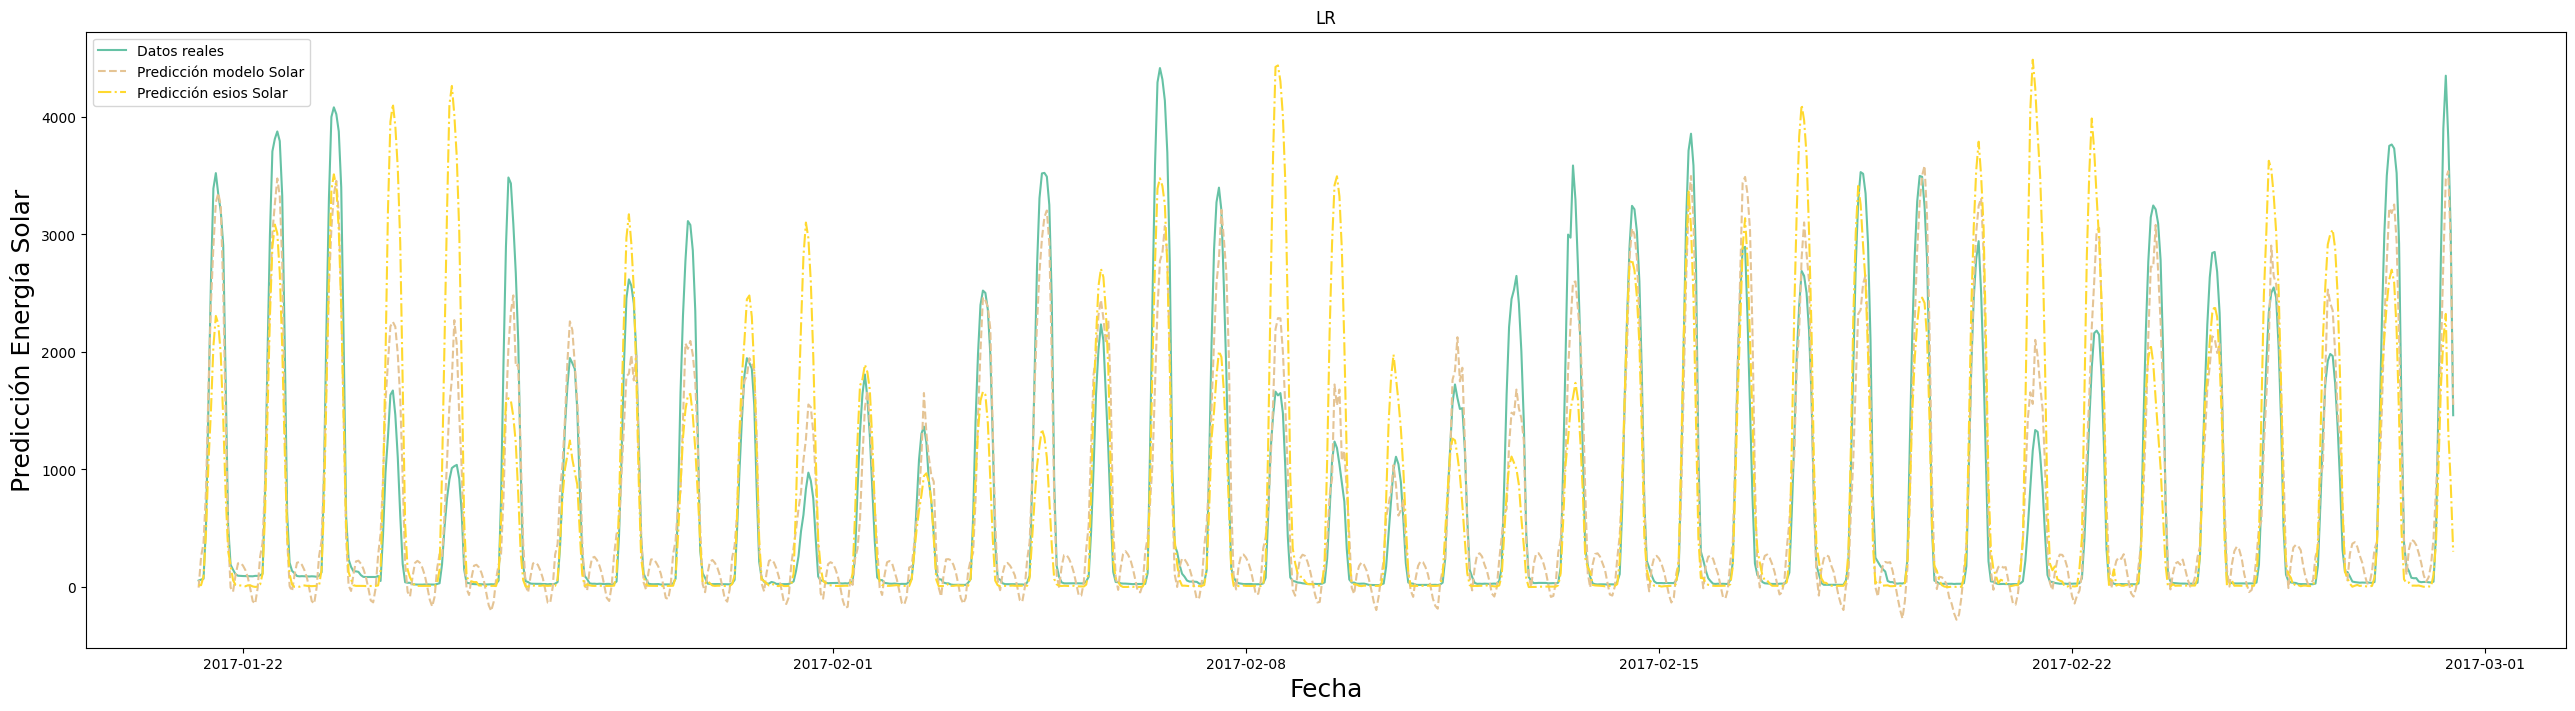 LR
Datos reales
Predicción modelo Solar
Predicción esios Solar
Predicción Energía Solar
4000
3000
2000
1000
0
2017-01-22
2017-02-01
2017-02-08
2017-02-15
2017-02-22
2017-03-01
Fecha